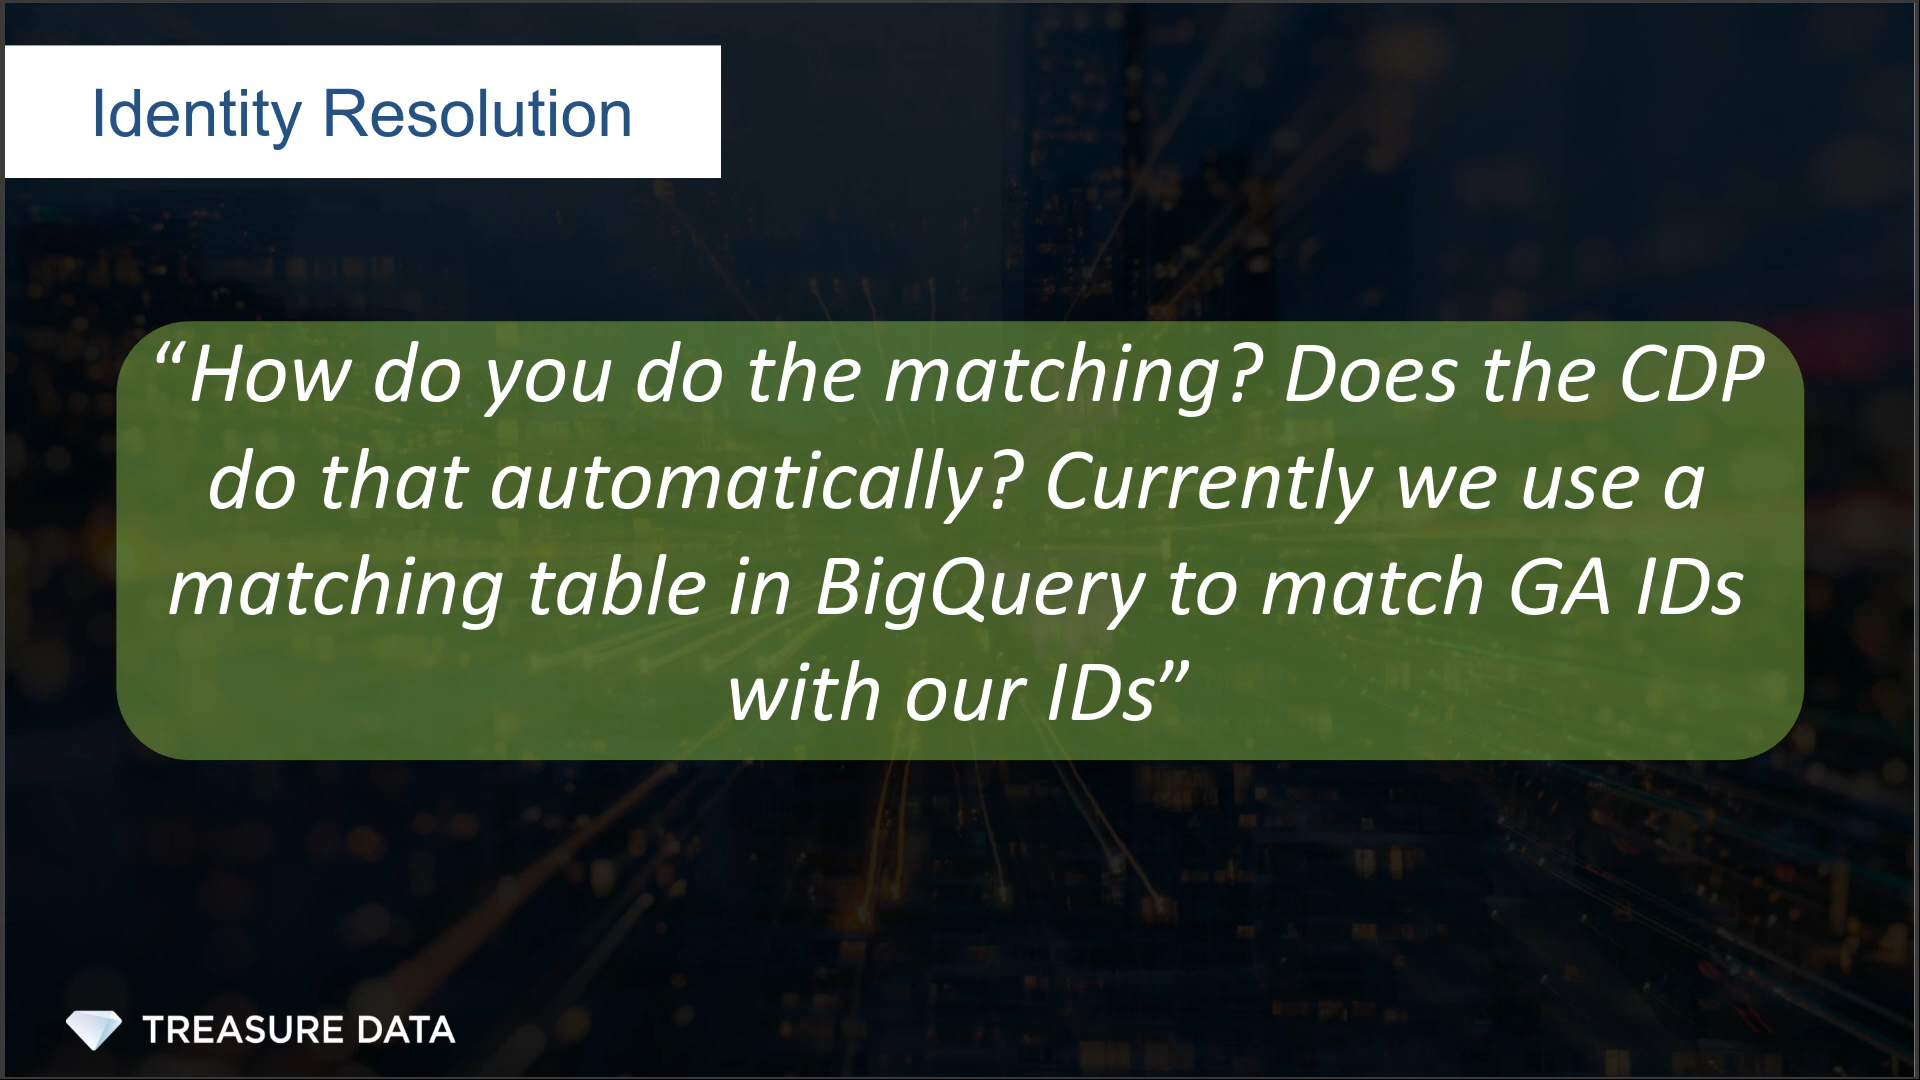 Identity Resolution
“How do you do the matching? Does the CDP
do that automatically? Currently we use a
matching table in BigQuery to match GA IDs
with our IDs”
TREASURE DATA